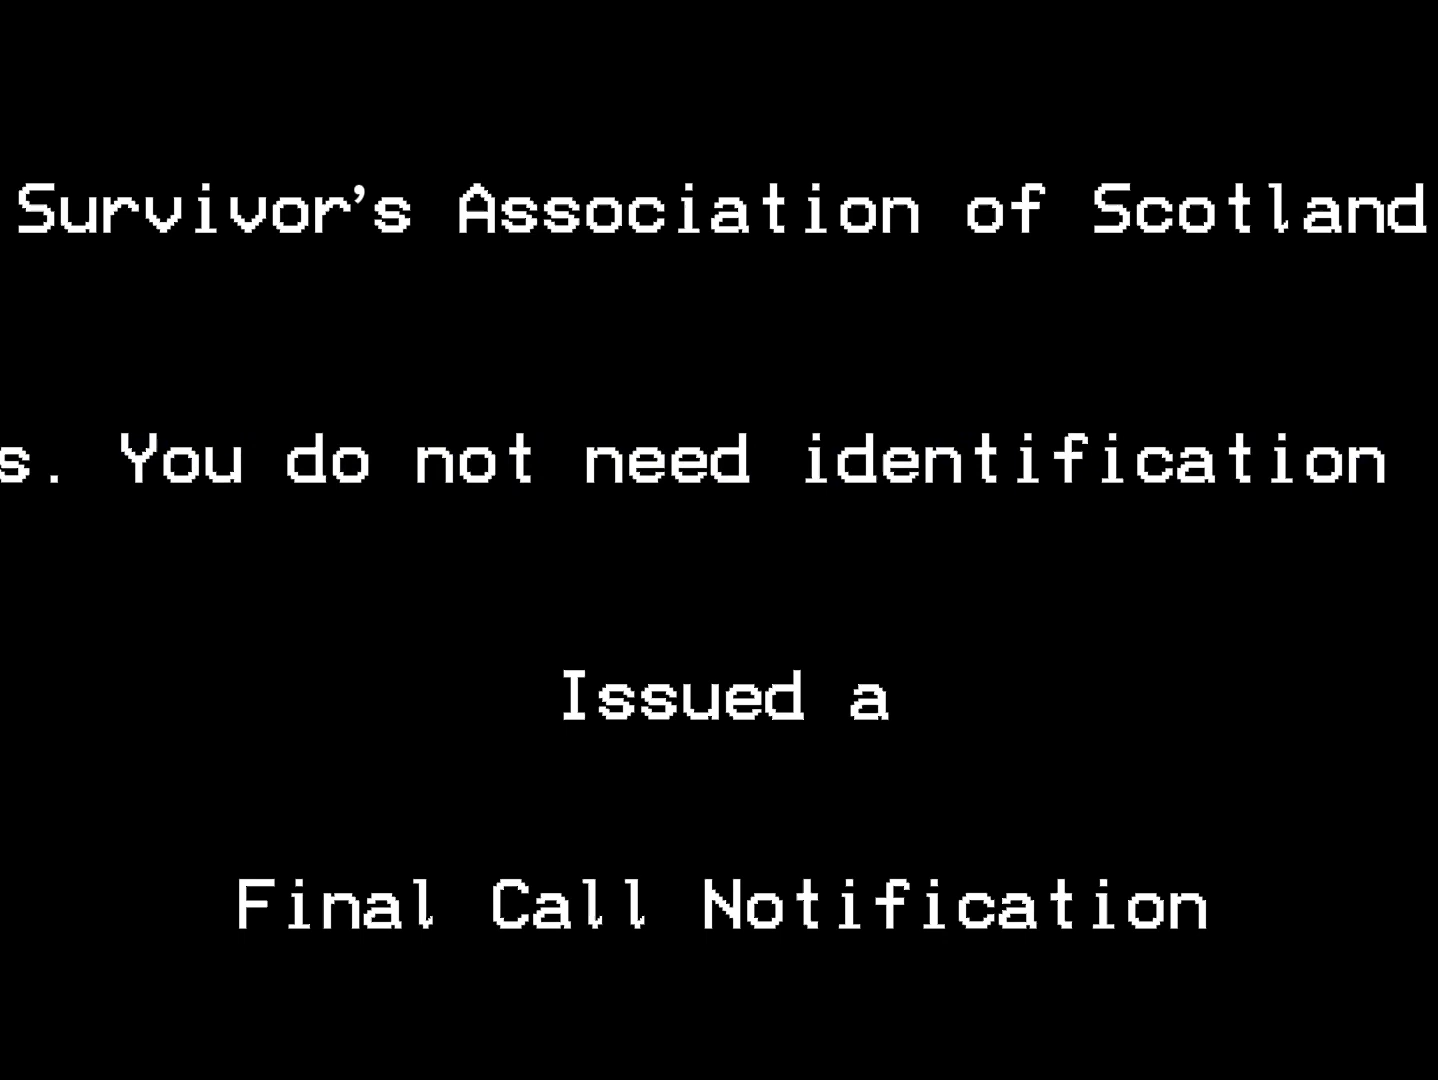 Survivor's Association of Scotland
s. You do not need identification
Issued a
Final Call Notification